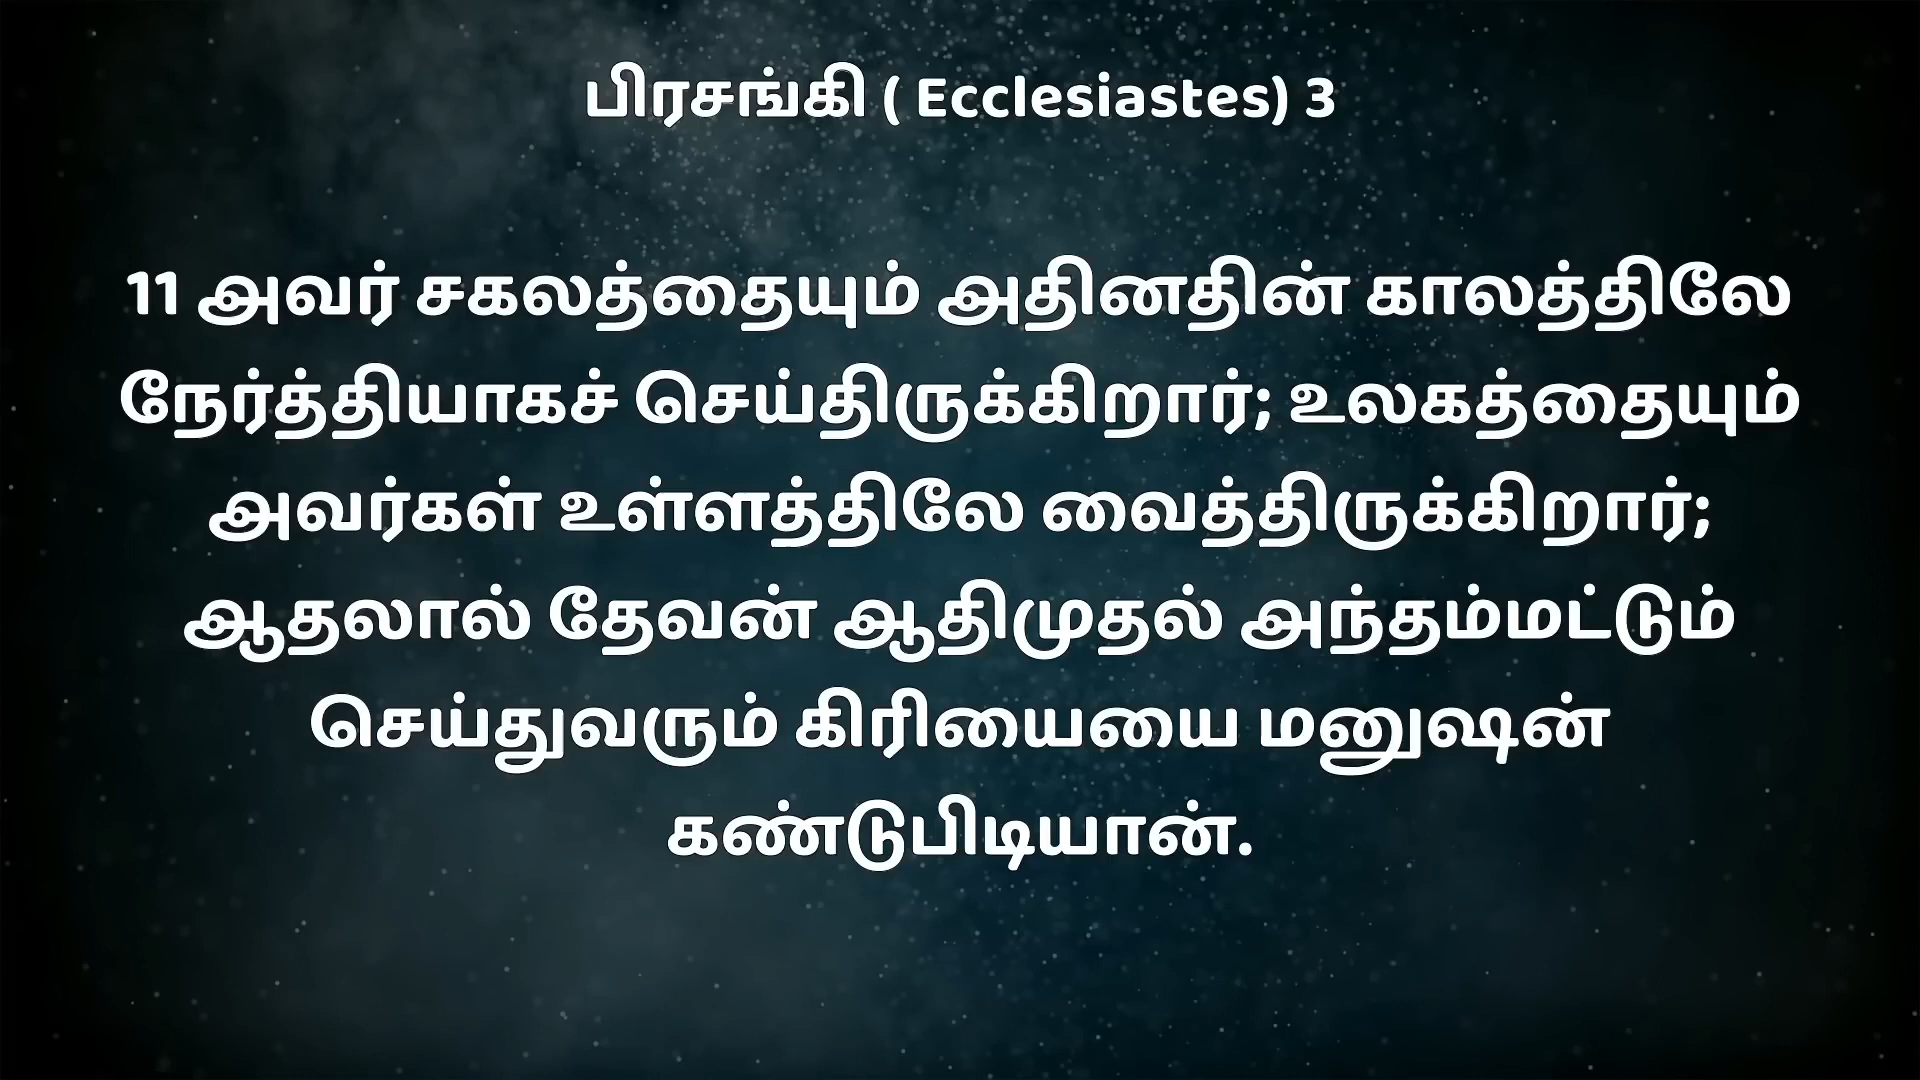 பிரசங்கி ( Ecclesiastes) 3
11 அவர் சகலத்தையும் அதினதின் காலத்திலே
நேர்த்தியாகச் செய்திருக்கிறார்; உலகத்தையும்
அவர்கள் உள்ளத்திலே வைத்திருக்கிறார்;
ஆதலால் தேவன் ஆதிமுதல் அந்தம்மட்டும்
செய்துவரும் கிரியையை மனுஷன்
கண்டுபிடியான்.